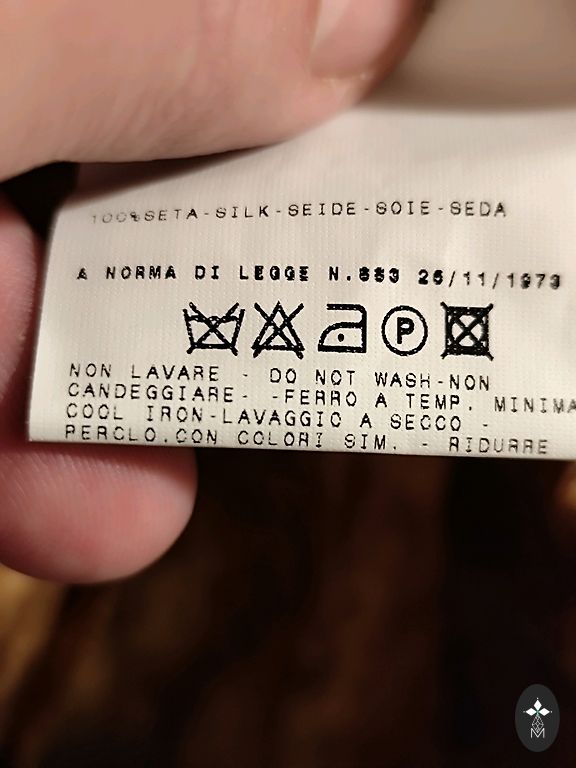 100%SETA-SILK-SEIDE-SOIE-SEDA
A NORMA DI LEGGE N.883 26/11/1973
P
NON LAVARE - DO NOT WASH-NON
CANDEGGIARE- -FERRO A TEMP. MINIMA
COOL IRON-LAVAGGIO A SECCO -
PERCLO.CON COLORI SIM. - RIDURRE
M